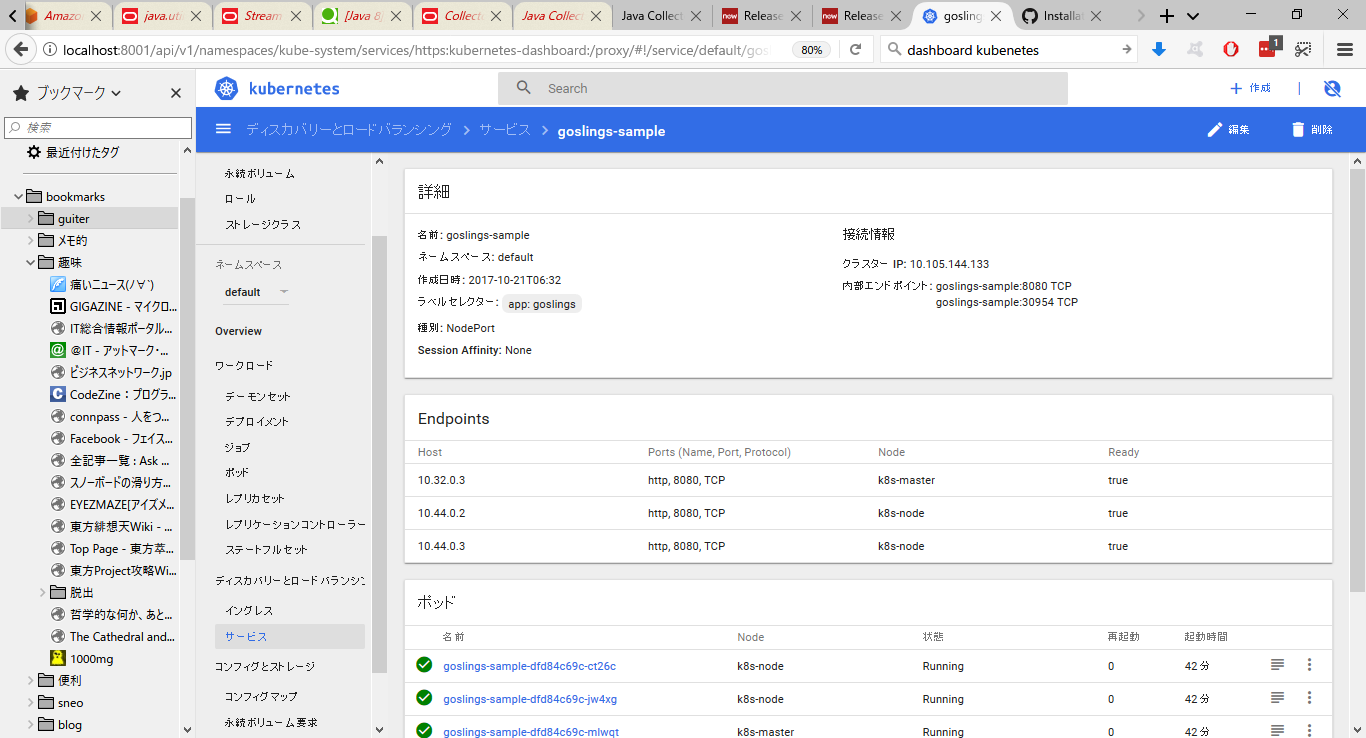 Amazo
java.uti
Stream
[Java 8]
Collecto
Java Collec
Java Collect
now Release
now Release
gosling
Installat
localhost:8001/api/v1/namespaces/kube-system/services/https:kubernetes-dashboard:/proxy/#!/service/default/gos
80%
dashboard kubenetes
1
ブックマーク
検索
最近付けたタグ
bookmarks
guiter
メモ的
趣味
痛いニュース(ﾉ∀`)
GIGAZINE - マイクロ...
IT総合情報ポータル...
＠IT - アットマーク・...
ビジネスネットワーク.jp
CodeZine：プログラ...
connpass - 人をつ...
Facebook - フェイス...
全記事一覧 : Ask ...
スノーボードの滑り方...
EYEZMAZE[アイズメ...
東方緋想天Wiki - ...
Top Page - 東方萃...
東方Project攻略Wi...
脱出
哲学的な何か、あと...
The Cathedral and...
1000mg
便利
sneo
blog
kubernetes
Search
作成
ディスカバリーとロードバランシング
サービス
goslings-sample
編集
削除
永続ボリューム
ロール
ストレージクラス
ネームスペース
default
Overview
ワークロード
デーモンセット
デプロイメント
ジョブ
ポッド
レプリカセット
レプリケーションコントローラー
ステートフルセット
ディスカバリーとロードバランシン
イングレス
サービス
コンフィグとストレージ
コンフィグマップ
永続ボリューム要求
詳細
名前: goslings-sample
ネームスペース: default
作成日時: 2017-10-21T06:32
ラベルセレクター: app: goslings
種別: NodePort
Session Affinity: None
接続情報
クラスター IP: 10.105.144.133
内部エンドポイント: goslings-sample:8080 TCP
goslings-sample:30954 TCP
Endpoints
Host Ports (Name, Port, Protocol) Node Ready
10.32.0.3 http, 8080, TCP k8s-master true
10.44.0.2 http, 8080, TCP k8s-node true
10.44.0.3 http, 8080, TCP k8s-node true
ポッド
名前 Node 状態 再起動 起動時間
goslings-sample-dfd84c69c-ct26c k8s-node Running 0 42 分
goslings-sample-dfd84c69c-jw4xg k8s-node Running 0 42 分
goslings-sample-dfd84c69c-mlwqt k8s-master Running 0 42 分